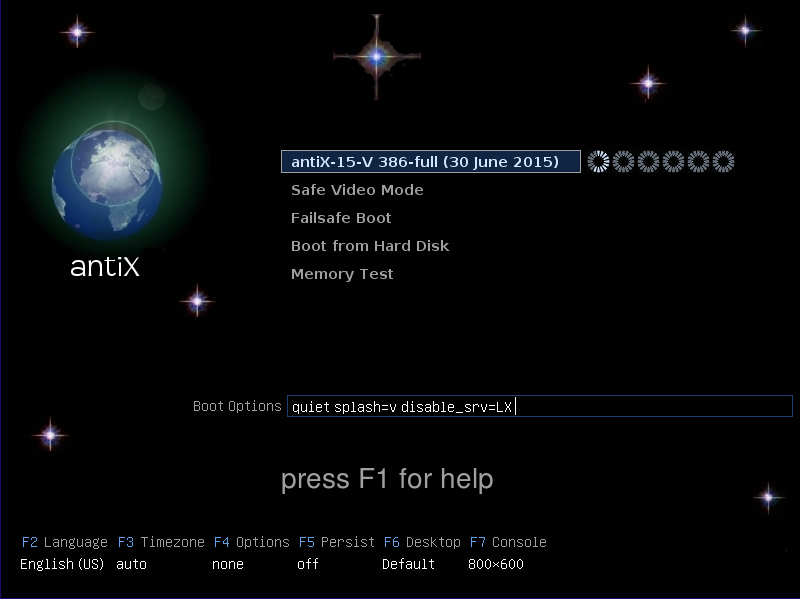 antiX-15-V 386-full (30 June 2015)
Safe Video Mode
Failsafe Boot
Boot from Hard Disk
Memory Test
antiX
Boot Options quiet splash=v disable_srv=LX
press F1 for help
F2 Language F3 Timezone F4 Options F5 Persist F6 Desktop F7 Console
English (US) auto none off Default 800×600